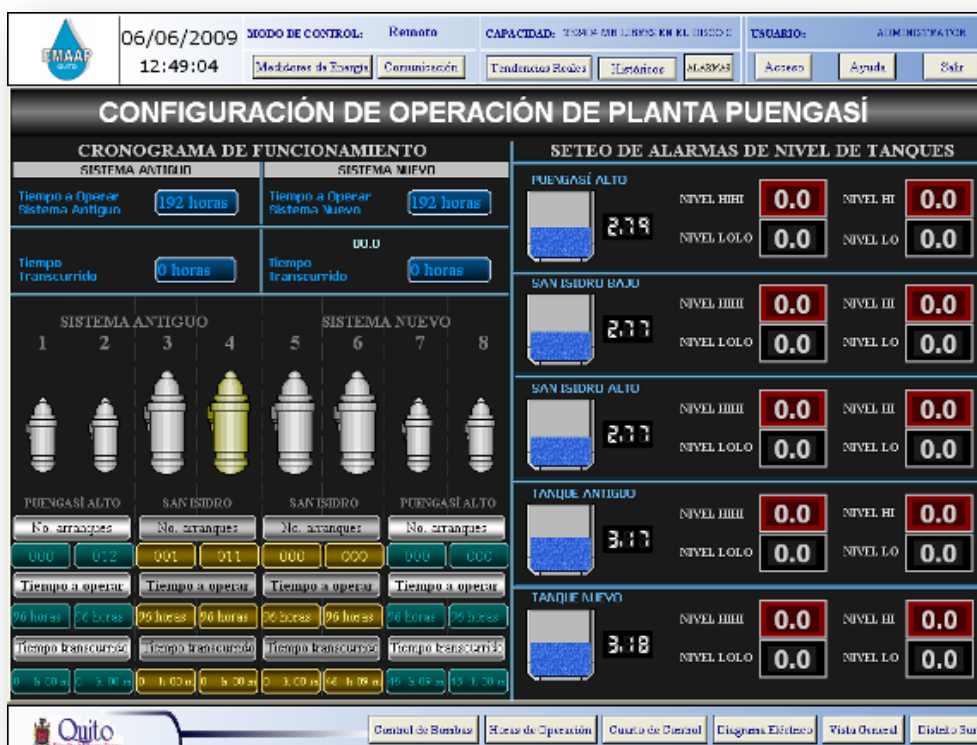 EMAAP
QUITO
06/06/2009
12:49:04
MODO DE CONTROL: Remoto
Medidores de Energía Comunicación
CAPACIDAD: MB LIBRES EN EL DISCO C
Tendencias Reales Históricos ALARMAS
USUARIO: ADMINISTRATOR
Acceso Ayuda Salir
CONFIGURACIÓN DE OPERACIÓN DE PLANTA PUENGASÍ
CRONOGRAMA DE FUNCIONAMIENTO
SISTEMA ANTIGUO SISTEMA NUEVO
Tiempo a Operar
Sistema Antiguo
192 horas
Tiempo a Operar
Sistema Nuevo
192 horas
00.0
Tiempo
Transcurrido
0 horas
Tiempo
Transcurrido
0 horas
SISTEMA ANTIGUO SISTEMA NUEVO
1 2 3 4 5 6 7 8
PUENGASÍ ALTO SAN ISIDRO SAN ISIDRO PUENGASÍ ALTO
No. arranques No. arranques No. arranques No. arranques
000 012 001 011 000 000 000 000
Tiempo a operar Tiempo a operar Tiempo a operar Tiempo a operar
96 horas 96 horas 96 horas 96 horas 96 horas 96 horas 96 horas 96 horas
Tiempo transcurrido Tiempo transcurrido Tiempo transcurrido Tiempo transcurrido
SETEO DE ALARMAS DE NIVEL DE TANQUES
PUENGASÍ ALTO
2.79
NIVEL HIHI 0.0 NIVEL HI 0.0
NIVEL LOLO 0.0 NIVEL LO 0.0
SAN ISIDRO BAJO
2.77
NIVEL HIHI 0.0 NIVEL HI 0.0
NIVEL LOLO 0.0 NIVEL LO 0.0
SAN ISIDRO ALTO
2.77
NIVEL HIHI 0.0 NIVEL HI 0.0
NIVEL LOLO 0.0 NIVEL LO 0.0
TANQUE ANTIGUO
3.17
NIVEL HIHI 0.0 NIVEL HI 0.0
NIVEL LOLO 0.0 NIVEL LO 0.0
TANQUE NUEVO
3.18
NIVEL HIHI 0.0 NIVEL HI 0.0
NIVEL LOLO 0.0 NIVEL LO 0.0
Quito
Control de Bombas Horas de Operación Cuarto de Control Diagrama Eléctrico Vista General Distrito Sur